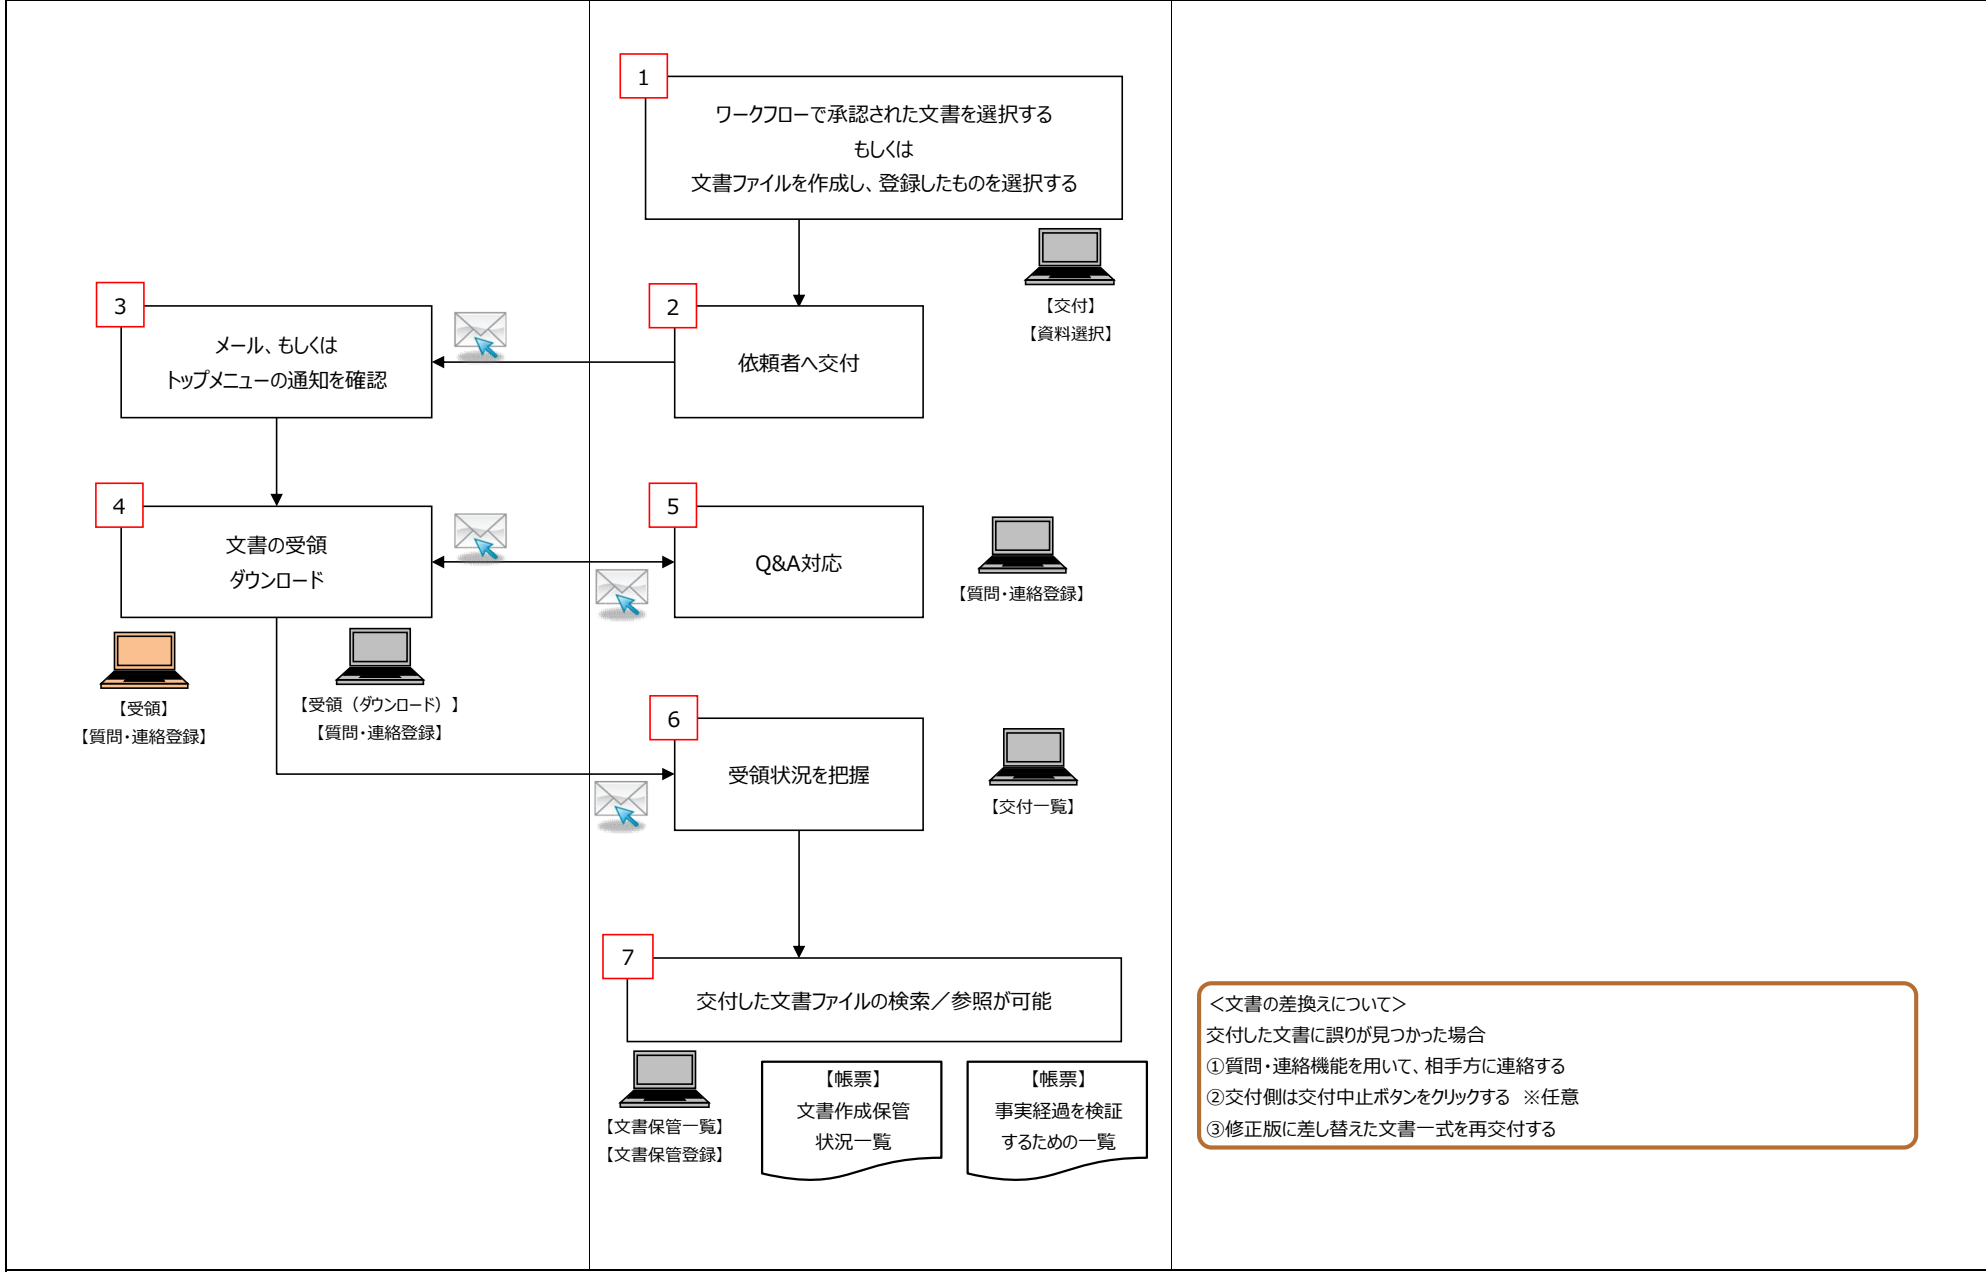 1
ワークフローで承認された文書を選択する
もしくは
文書ファイルを作成し、登録したものを選択する
【交付】
【資料選択】
2
依頼者へ交付
3
メール、もしくは
トップメニューの通知を確認
4
文書の受領
ダウンロード
【受領】
【質問・連絡登録】
【受領（ダウンロード）】
【質問・連絡登録】
5
Q&A対応
【質問・連絡登録】
6
受領状況を把握
【交付一覧】
7
交付した文書ファイルの検索／参照が可能
【文書保管一覧】
【文書保管登録】
【帳票】
文書作成保管
状況一覧
【帳票】
事実経過を検証
するための一覧
＜文書の差換えについて＞
交付した文書に誤りが見つかった場合
①質問・連絡機能を用いて、相手方に連絡する
②交付側は交付中止ボタンをクリックする ※任意
③修正版に差し替えた文書一式を再交付する